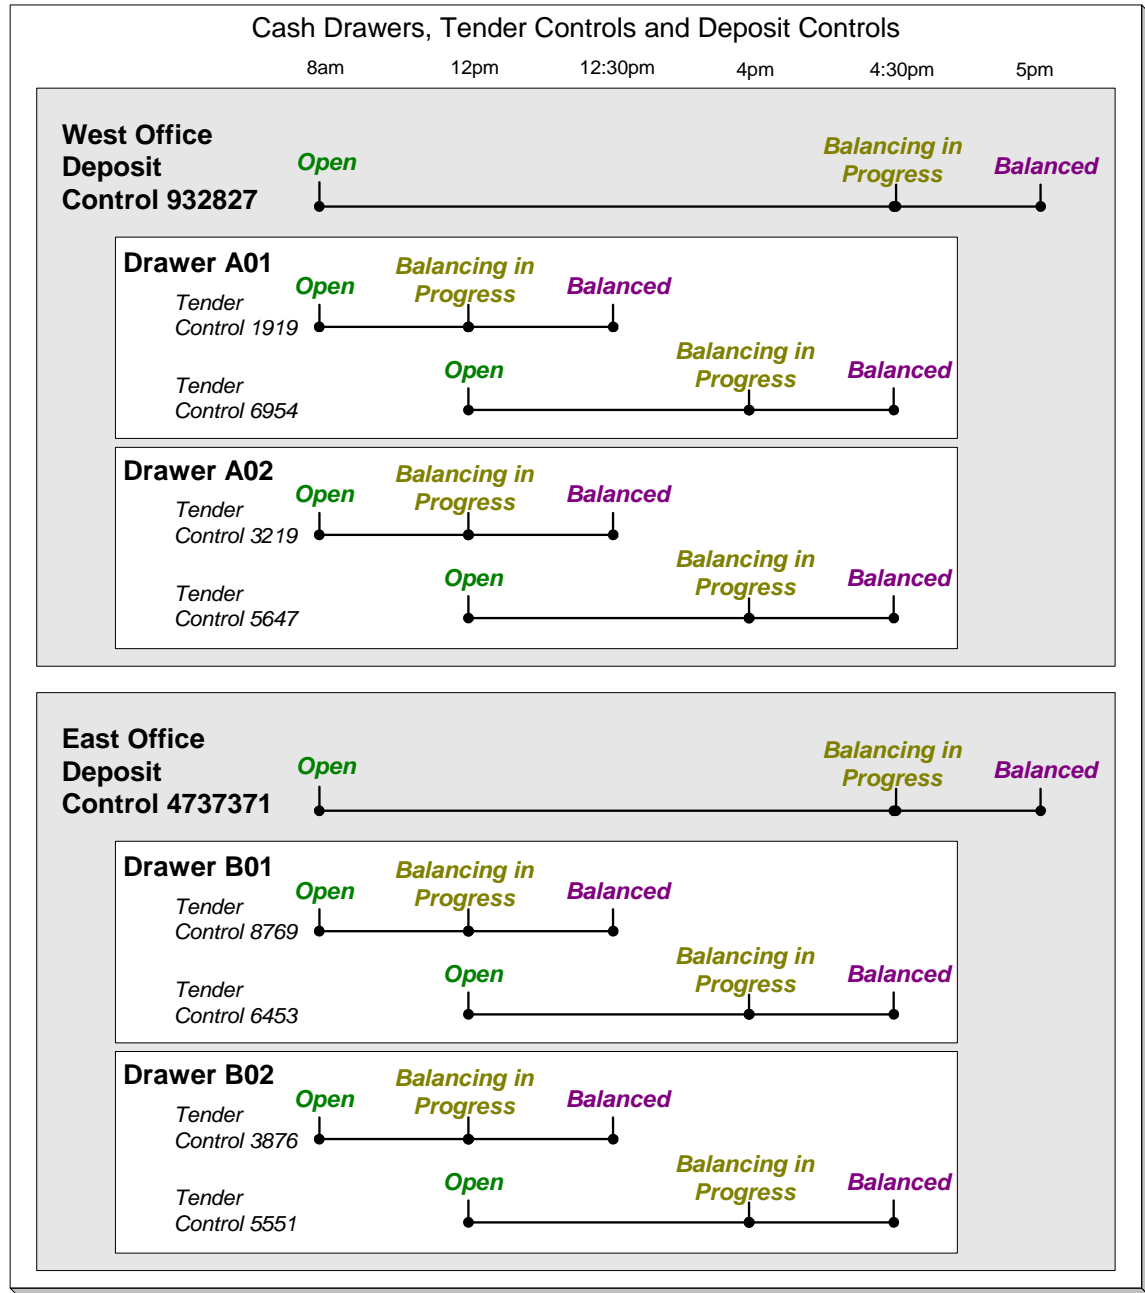 Cash Drawers, Tender Controls and Deposit Controls
8am 12pm 12:30pm 4pm 4:30pm 5pm
West Office
Deposit
Control 932827
Open
Balancing in
Progress
Balanced
Drawer A01
Tender
Control 1919
Open
Balancing in
Progress
Balanced
Tender
Control 6954
Open
Balancing in
Progress
Balanced
Drawer A02
Tender
Control 3219
Open
Balancing in
Progress
Balanced
Tender
Control 5647
Open
Balancing in
Progress
Balanced
East Office
Deposit
Control 4737371
Open
Balancing in
Progress
Balanced
Drawer B01
Tender
Control 8769
Open
Balancing in
Progress
Balanced
Tender
Control 6453
Open
Balancing in
Progress
Balanced
Drawer B02
Tender
Control 3876
Open
Balancing in
Progress
Balanced
Tender
Control 5551
Open
Balancing in
Progress
Balanced